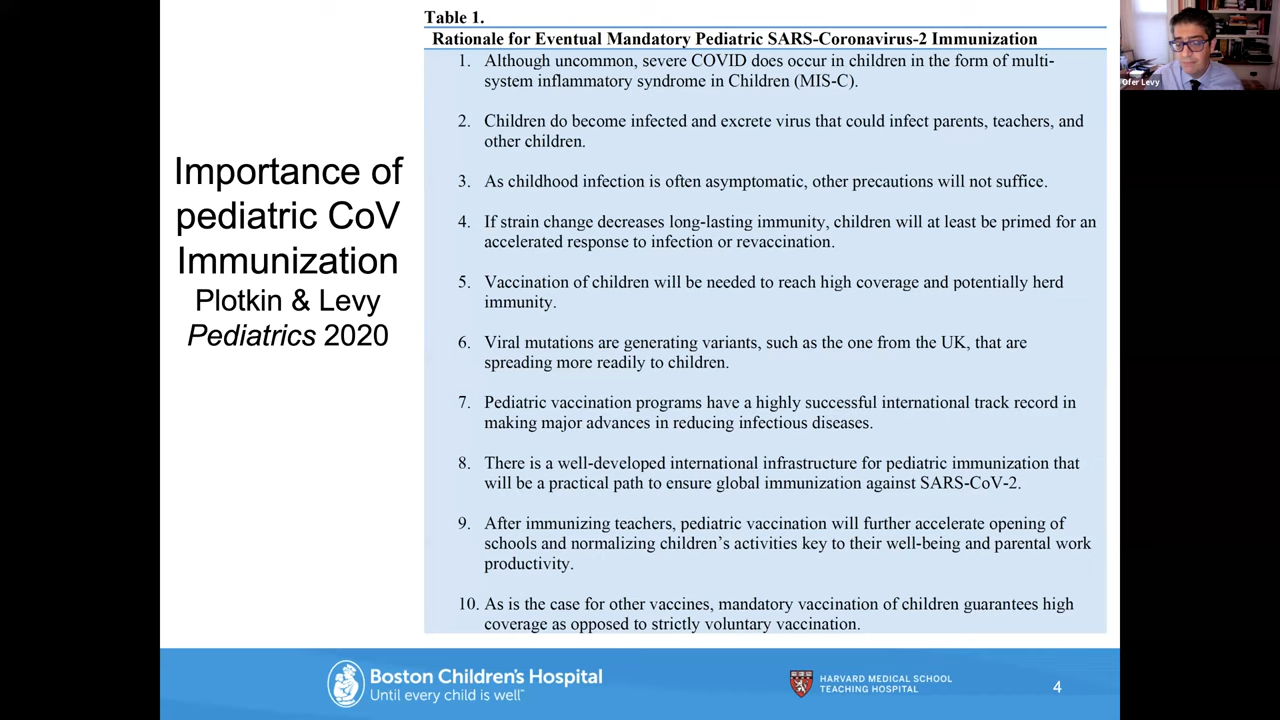 Importance of
pediatric CoV
Immunization
Plotkin & Levy
Pediatrics 2020
Table 1.
Rationale for Eventual Mandatory Pediatric SARS-Coronavirus-2 Immunization
1. Although uncommon, severe COVID does occur in children in the form of multi-
system inflammatory syndrome in Children (MIS-C).
2. Children do become infected and excrete virus that could infect parents, teachers, and
other children.
3. As childhood infection is often asymptomatic, other precautions will not suffice.
4. If strain change decreases long-lasting immunity, children will at least be primed for an
accelerated response to infection or revaccination.
5. Vaccination of children will be needed to reach high coverage and potentially herd
immunity.
6. Viral mutations are generating variants, such as the one from the UK, that are
spreading more readily to children.
7. Pediatric vaccination programs have a highly successful international track record in
making major advances in reducing infectious diseases.
8. There is a well-developed international infrastructure for pediatric immunization that
will be a practical path to ensure global immunization against SARS-CoV-2.
9. After immunizing teachers, pediatric vaccination will further accelerate opening of
schools and normalizing children's activities key to their well-being and parental work
productivity.
10. As is the case for other vaccines, mandatory vaccination of children guarantees high
coverage as opposed to strictly voluntary vaccination.
Ofer Levy
Boston Children's Hospital
Until every child is well™
HARVARD MEDICAL SCHOOL
TEACHING HOSPITAL
4